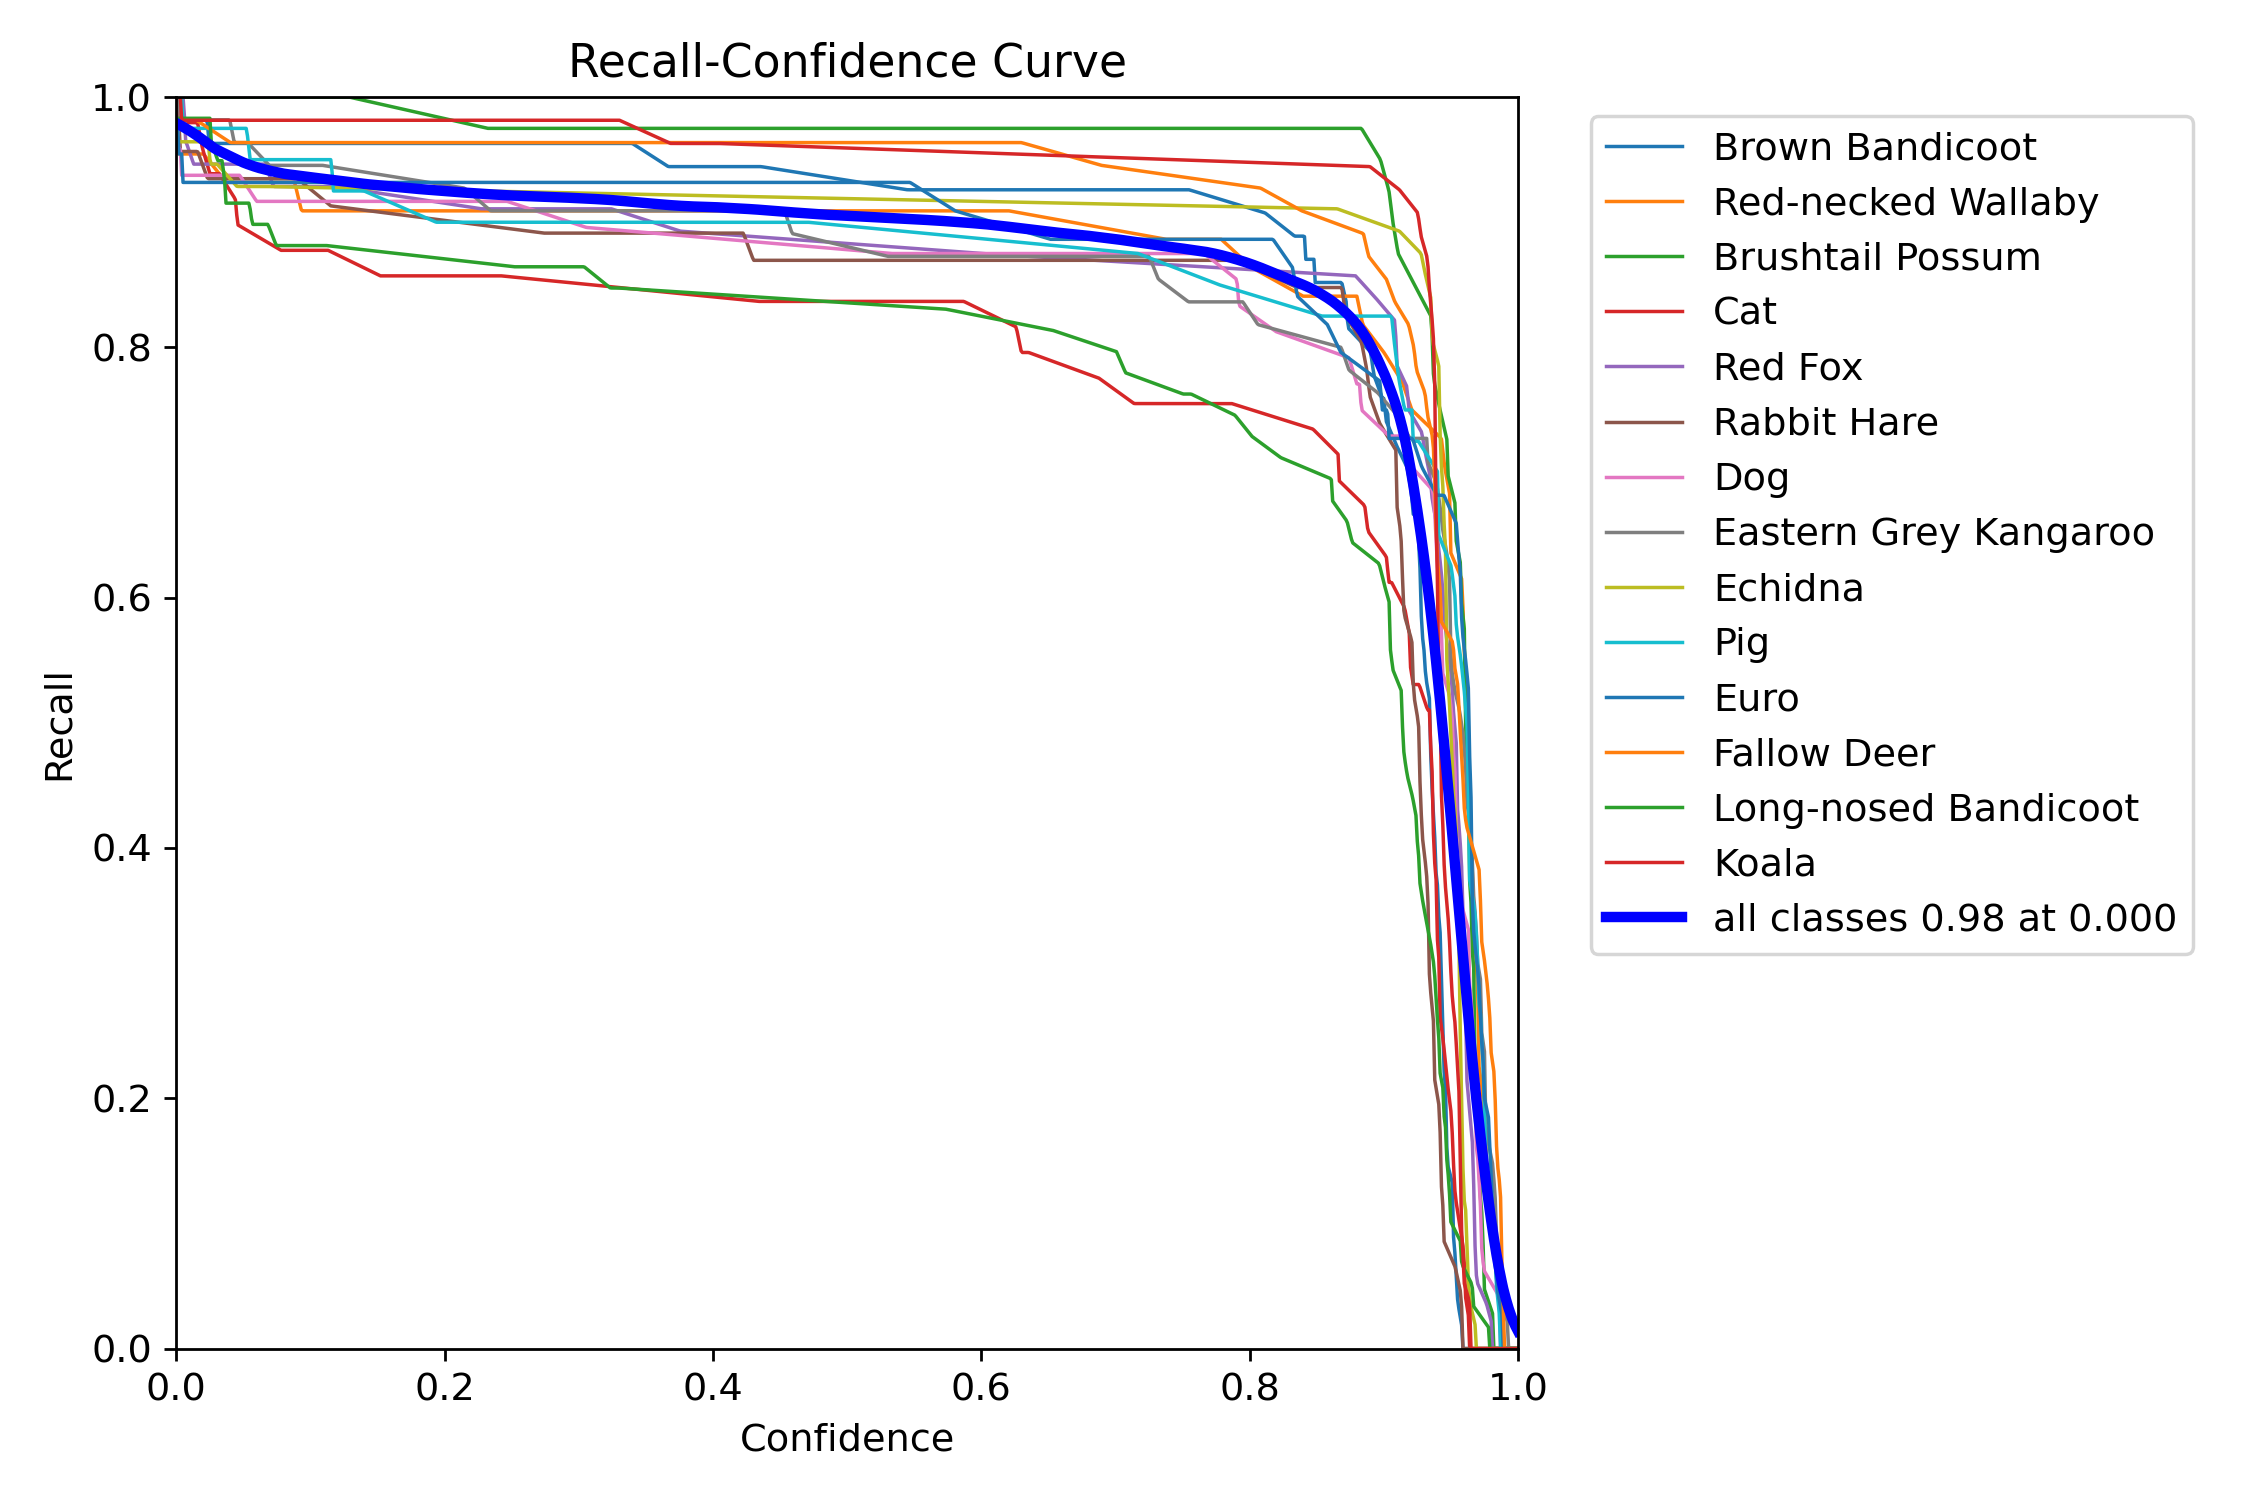 Recall-Confidence Curve
1.0
0.8
0.6
0.4
0.2
0.0
Recall
0.0 0.2 0.4 0.6 0.8 1.0
Confidence
Brown Bandicoot
Red-necked Wallaby
Brushtail Possum
Cat
Red Fox
Rabbit Hare
Dog
Eastern Grey Kangaroo
Echidna
Pig
Euro
Fallow Deer
Long-nosed Bandicoot
Koala
all classes 0.98 at 0.000